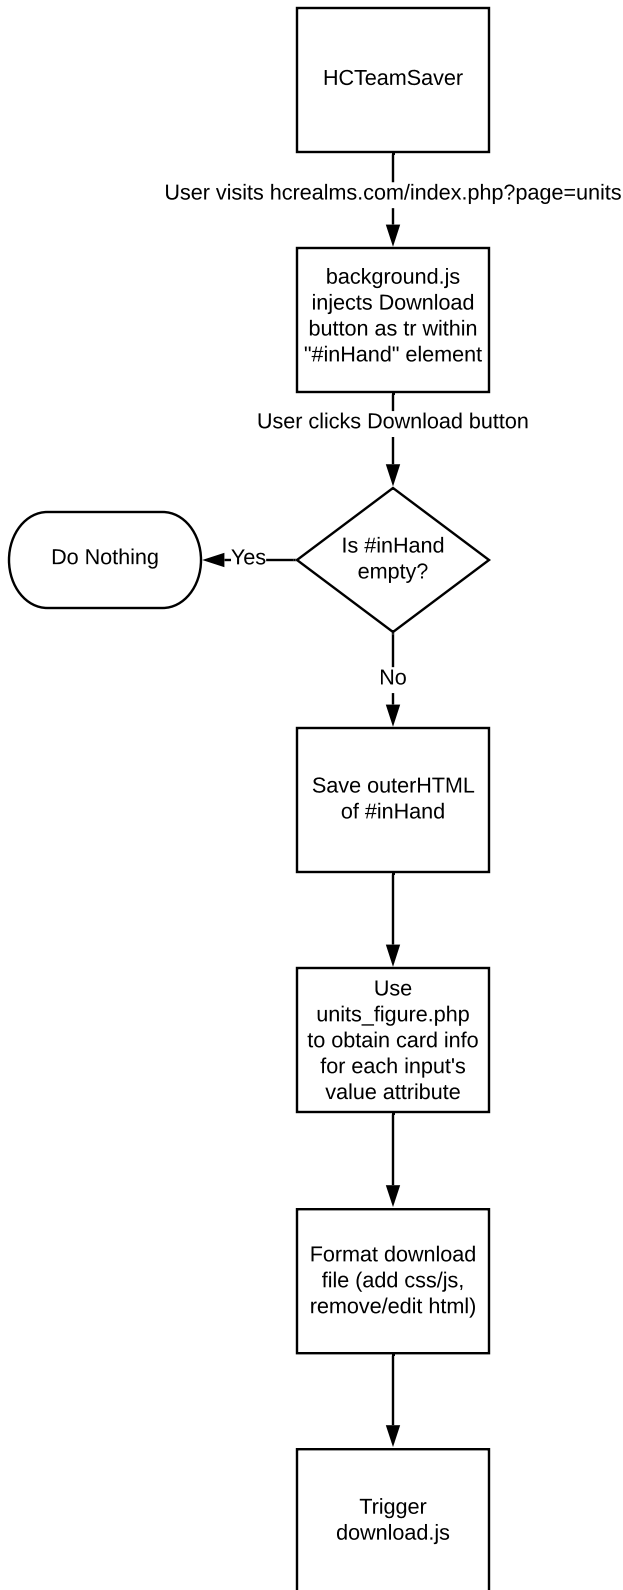 HCTeamSaver
User visits hcrealms.com/index.php?page=units
background.js
injects Download
button as tr within
"#inHand" element
User clicks Download button
Is #inHand
empty?
Yes
Do Nothing
No
Save outerHTML
of #inHand
Use
units_figure.php
to obtain card info
for each input's
value attribute
Format download
file (add css/js,
remove/edit html)
Trigger
download.js